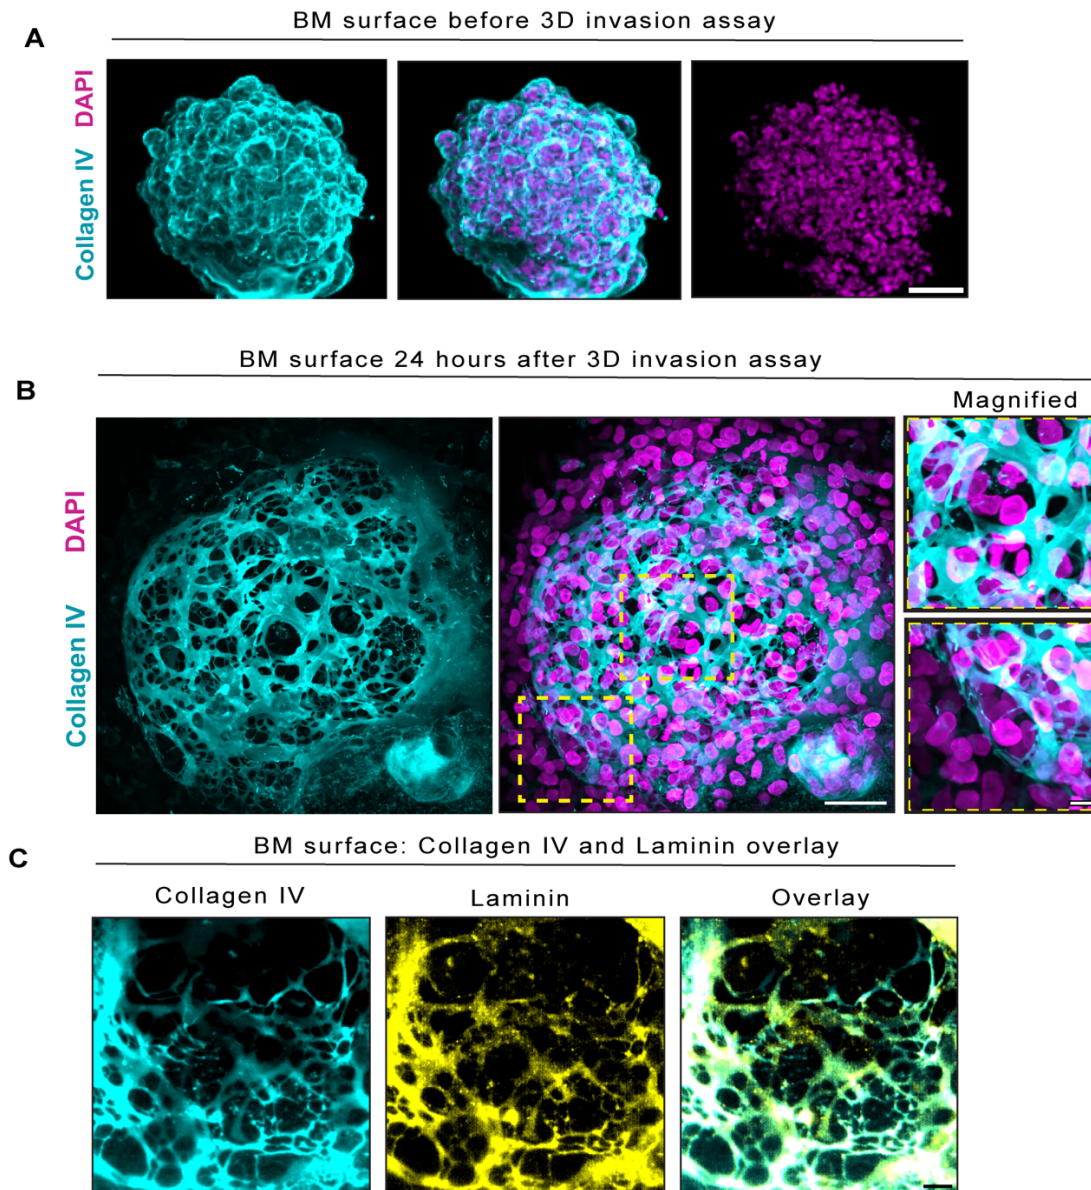 BM surface before 3D invasion assay
A
Collagen IV DAPI
BM surface 24 hours after 3D invasion assay
B
Magnified
Collagen IV DAPI
C
BM surface: Collagen IV and Laminin overlay
Collagen IV Laminin Overlay